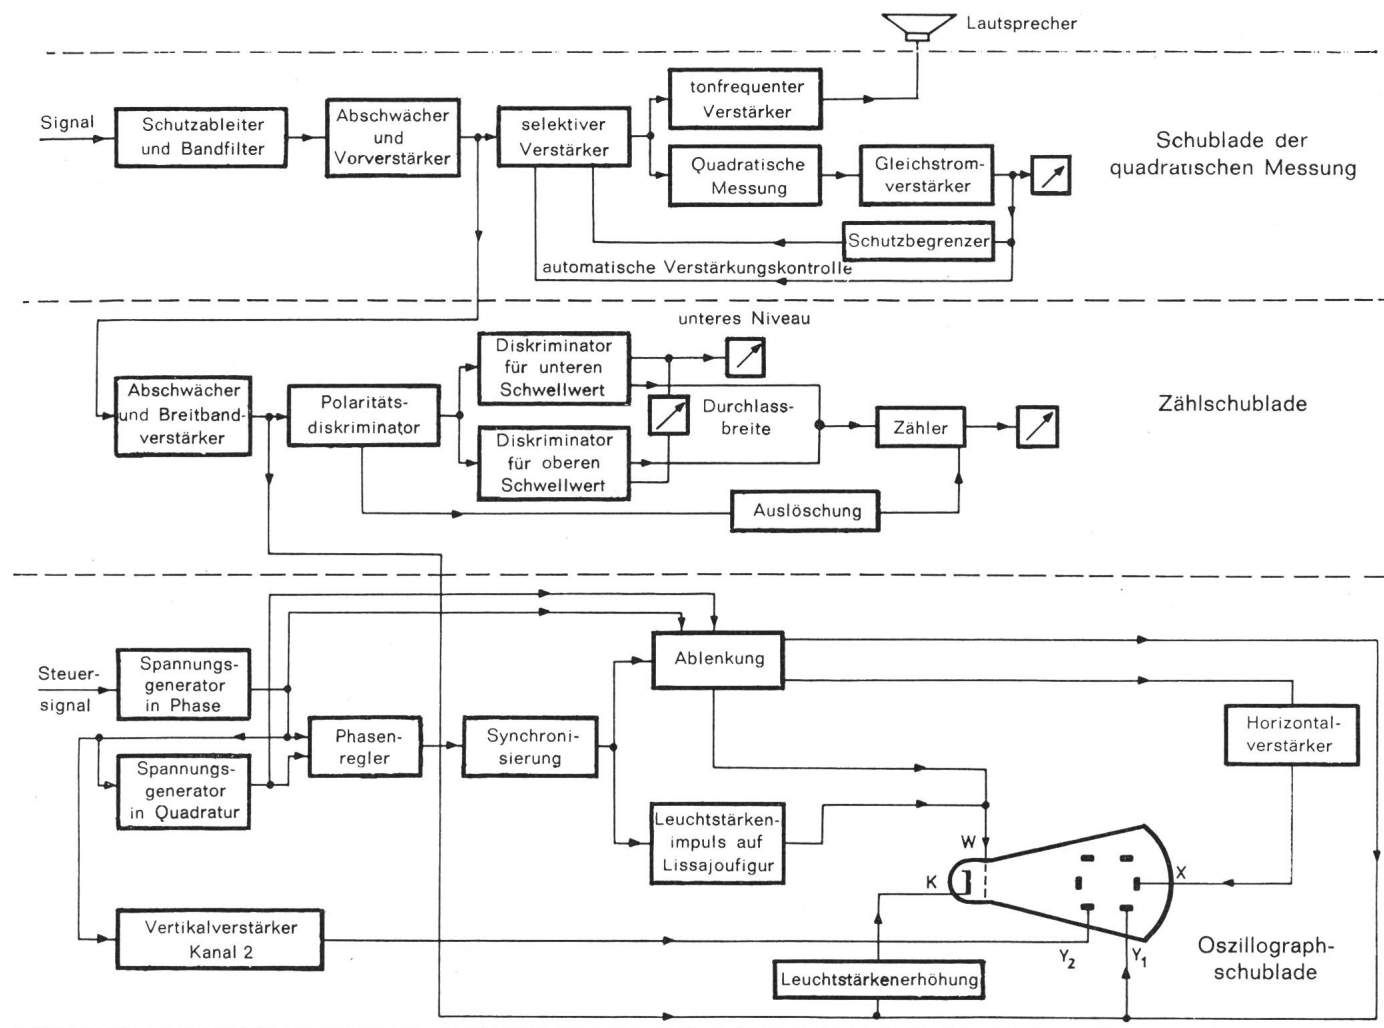 Lautsprecher
Signal
Schutzableiter
und Bandfilter
Abschwächer
und
Vorverstärker
selektiver
Verstärker
tonfrequenter
Verstärker
Quadratische
Messung
Gleichstrom-
verstärker
Schutzbegrenzer
automatische Verstärkungskontrolle
Schublade der
quadratischen Messung
unteres Niveau
Abschwächer
und Breitband-
verstärker
Polaritäts-
diskriminator
Diskriminator
für unteren
Schwellwert
Durchlass-
breite
Diskriminator
für oberen
Schwellwert
Zähler
Auslöschung
Zählschublade
Steuer-
signal
Spannungs-
generator
in Phase
Spannungs-
generator
in Quadratur
Phasen-
regler
Synchroni-
sierung
Ablenkung
Leuchtstärken-
impuls auf
Lissajoufigur
Horizontal-
verstärker
W
K
X
Y2
Y1
Vertikalverstärker
Kanal 2
Leuchtstärkenerhöhung
Oszillograph-
schublade